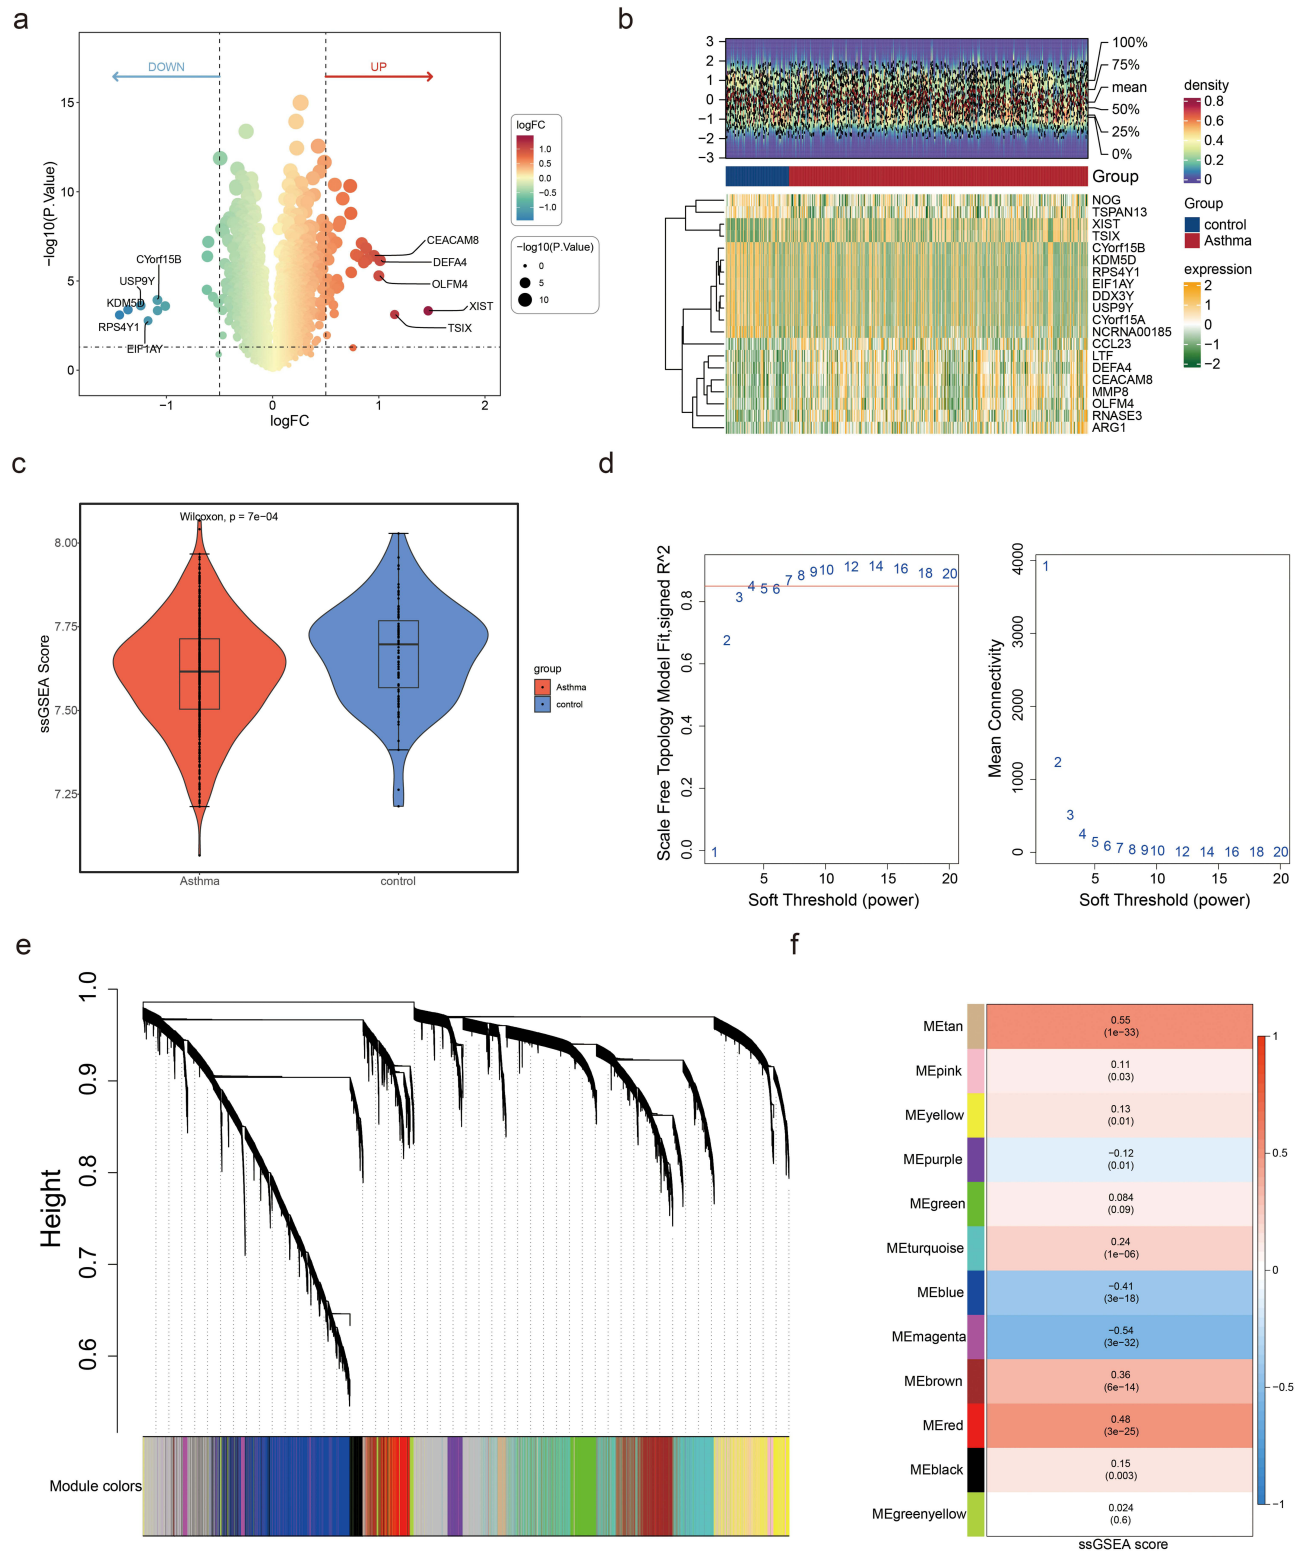 a
DOWN
UP
−log10(P.Value)
15
10
5
0
−1
0
1
2
logFC
CYorf15B
USP9Y
KDM5D
RPS4Y1
EIF1AY
CEACAM8
DEFA4
OLFM4
XIST
TSIX
logFC
1.0
0.5
0.0
−0.5
−1.0
−log10(P.Value)
0
5
10
b
3
2
1
0
−1
−2
−3
100%
75%
mean
50%
25%
0%
Group
NOG
TSPAN13
XIST
TSIX
CYorf15B
KDM5D
RPS4Y1
EIF1AY
DDX3Y
USP9Y
CYorf15A
NCRNA00185
CCL23
LTF
DEFA4
CEACAM8
MMP8
OLFM4
RNASE3
ARG1
density
0.8
0.6
0.4
0.2
0
Group
control
Asthma
expression
2
1
0
−1
−2
c
Wilcoxon, p = 7e−04
ssGSEA Score
8.00
7.75
7.50
7.25
Asthma
control
group
Asthma
control
d
Scale Free Topology Model Fit,signed R^2
0.8
0.6
0.4
0.2
0.0
1
2
3
4
5
6
7
8
9
10
12
14
16
18
20
5
10
15
20
Soft Threshold (power)
Mean Connectivity
4000
3000
2000
1000
0
1
2
3
4
5
6
7
8
9
10
12
14
16
18
20
5
10
15
20
Soft Threshold (power)
e
Height
1.0
0.9
0.8
0.7
0.6
Module colors
f
MEtan
0.55
(1e−33)
MEpink
0.11
(0.03)
MEyellow
0.13
(0.01)
MEpurple
−0.12
(0.01)
MEgreen
0.084
(0.09)
MEturquoise
0.24
(1e−06)
MEblue
−0.41
(3e−18)
MEmagenta
−0.54
(3e−32)
MEbrown
0.36
(6e−14)
MEred
0.48
(3e−25)
MEblack
0.15
(0.003)
MEgreenyellow
0.024
(0.6)
ssGSEA score
1
0.5
0
−0.5
−1